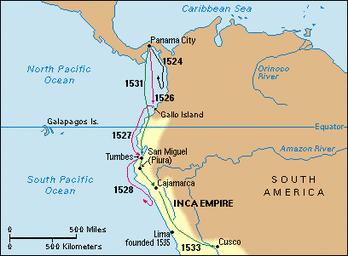 Caribbean Sea
Panama City
1524
North Pacific
Ocean
1531
Orinoco
River
1526
Gallo Island
Galapagos Is.
Equator
1527
Amazon River
San Miguel
(Piura)
Tumbes
South Pacific
Ocean
Cajamarca
SOUTH
AMERICA
1528
INCA EMPIRE
Lima
founded 1535
Cusco
1533
0 500 Miles
0 500 Kilometers